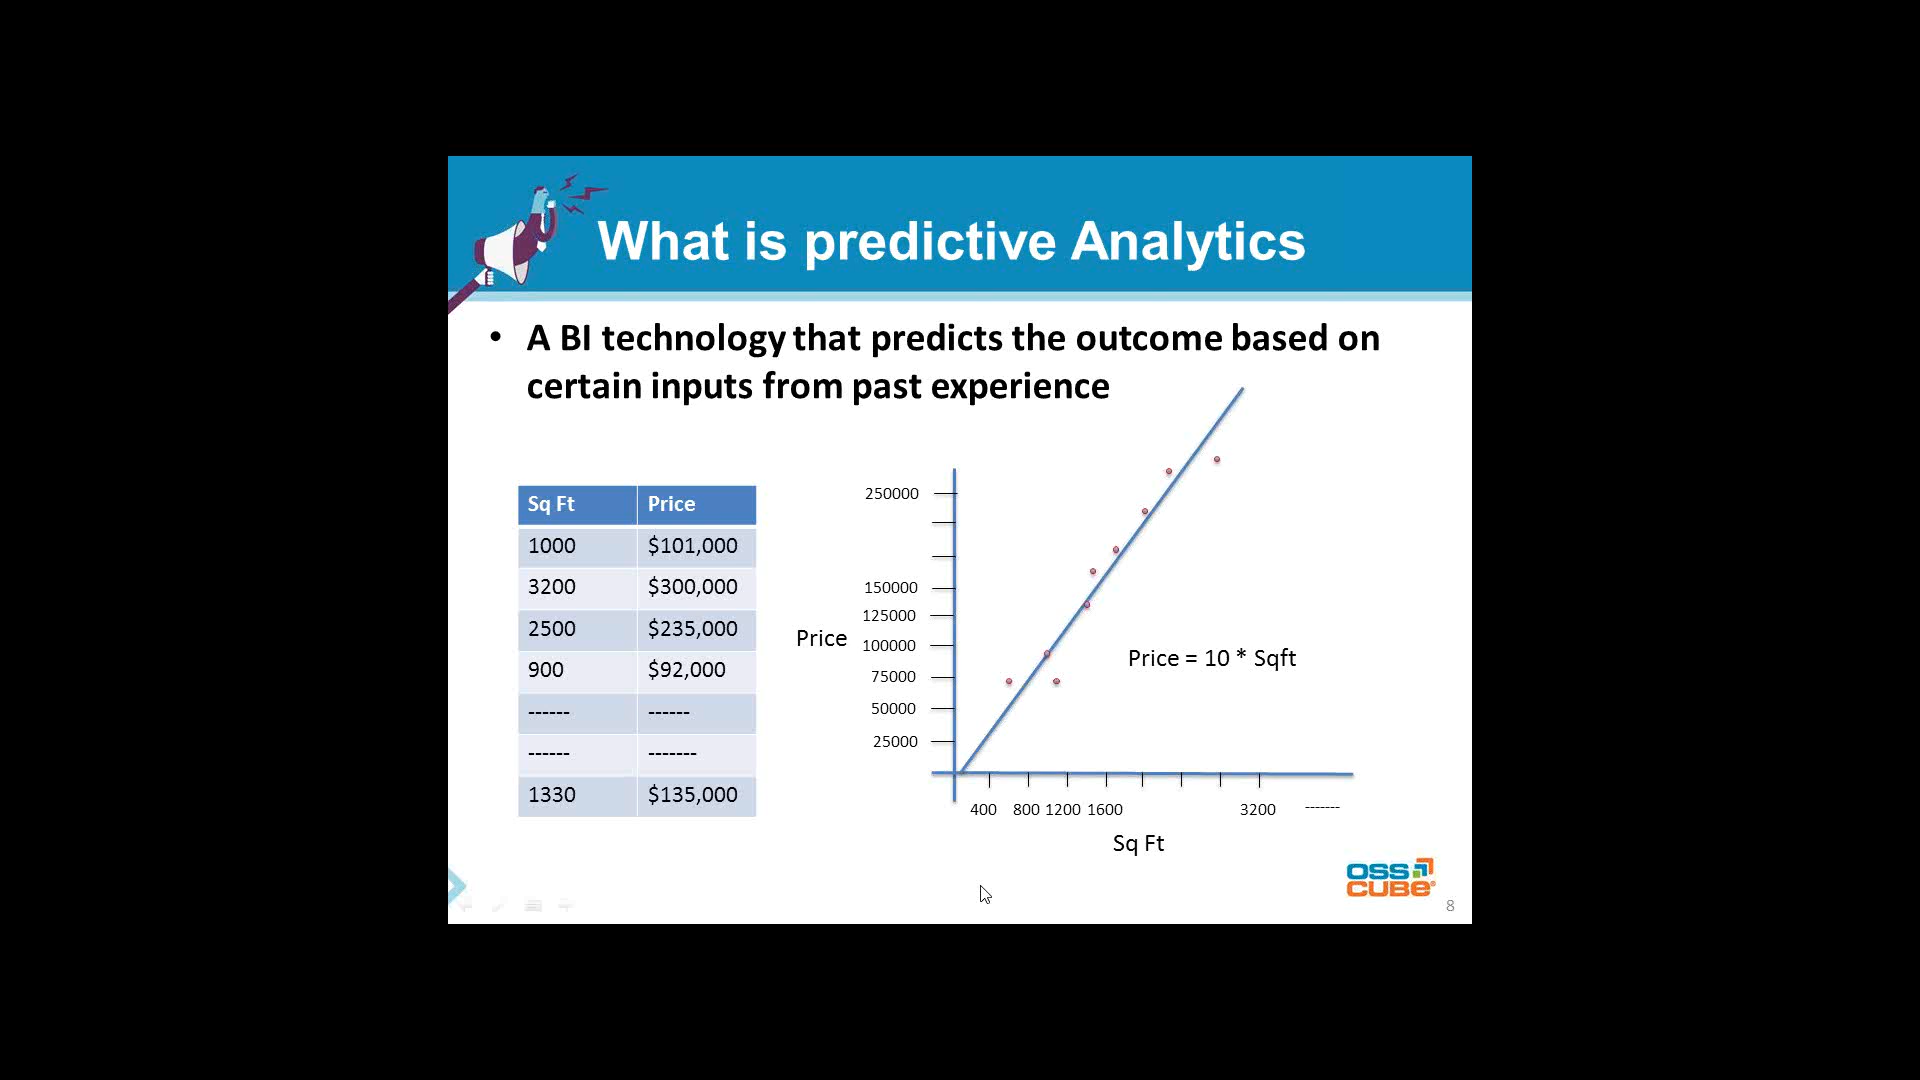 What is predictive Analytics
• A BI technology that predicts the outcome based on
certain inputs from past experience
Sq Ft Price
1000 $101,000
3200 $300,000
2500 $235,000
900 $92,000
------ ------
------ -------
1330 $135,000
250000
150000
125000
100000
75000
50000
25000
Price
Price = 10 * Sqft
400 800 1200 1600 3200 -------
Sq Ft
OSS
CUBE®
8